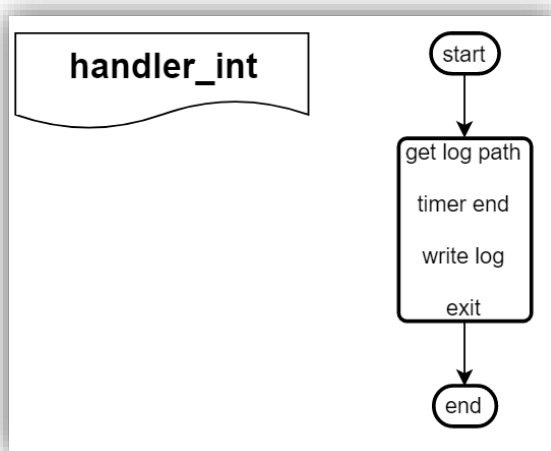 handler_int
start
get log path
timer end
write log
exit
end